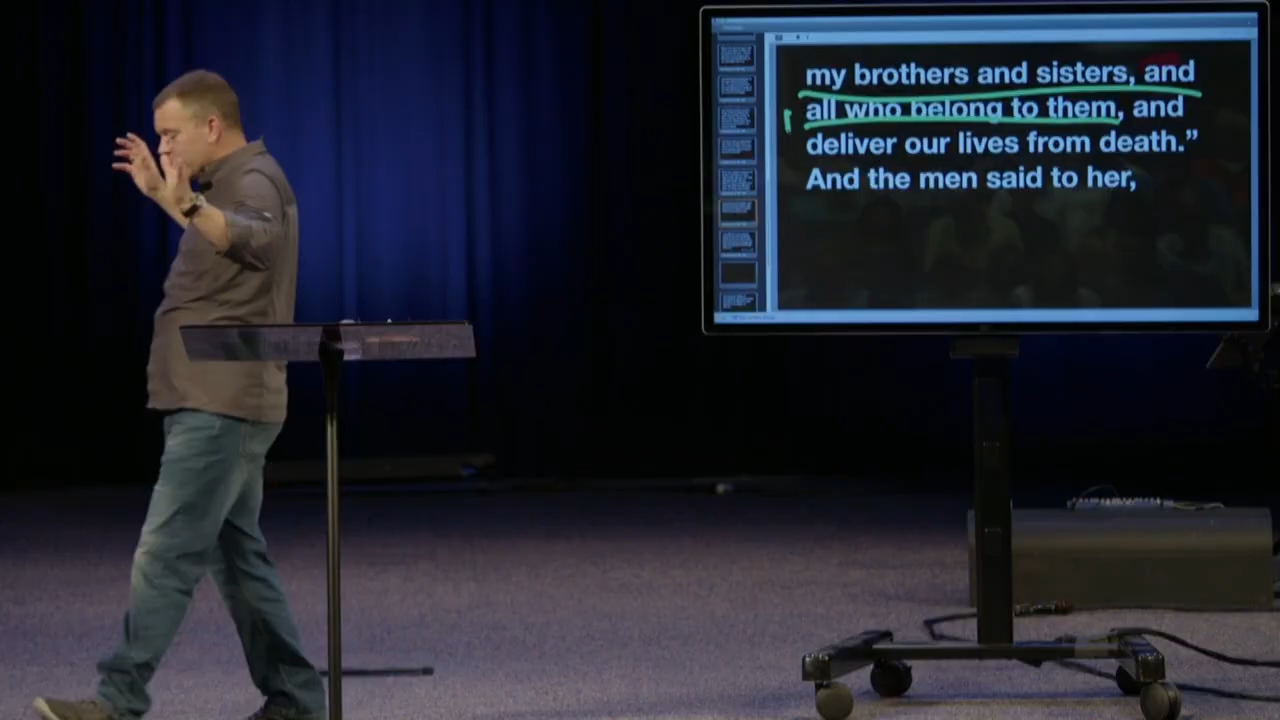 my brothers and sisters, and
all who belong to them, and
deliver our lives from death.”
And the men said to her,